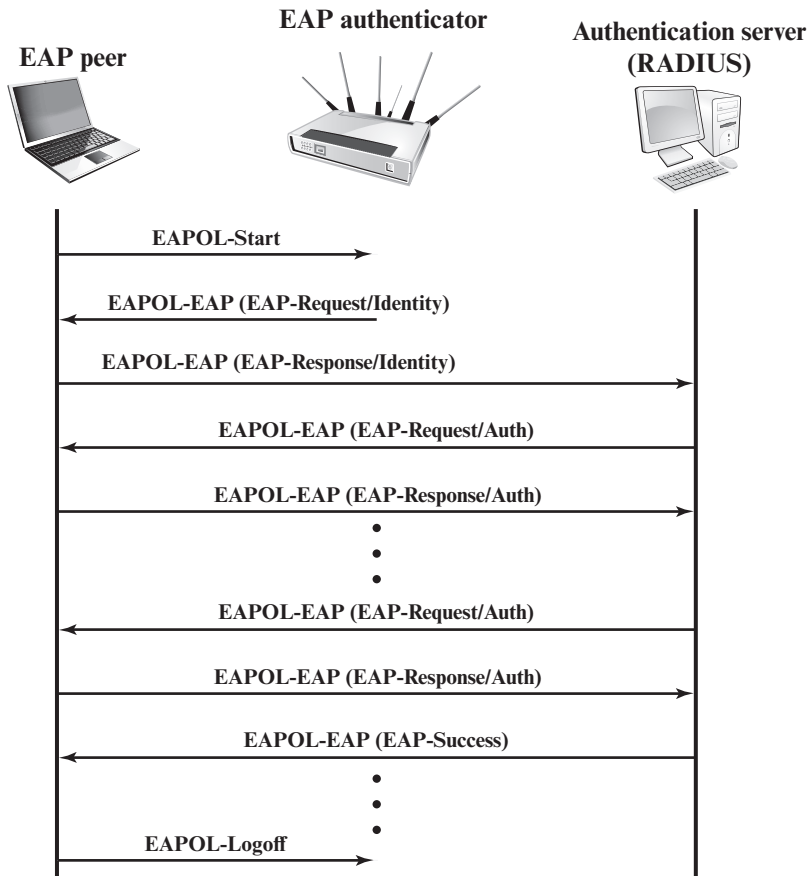 EAP peer
EAP authenticator
Authentication server
(RADIUS)
EAPOL-Start
EAPOL-EAP (EAP-Request/Identity)
EAPOL-EAP (EAP-Response/Identity)
EAPOL-EAP (EAP-Request/Auth)
EAPOL-EAP (EAP-Response/Auth)
EAPOL-EAP (EAP-Request/Auth)
EAPOL-EAP (EAP-Response/Auth)
EAPOL-EAP (EAP-Success)
EAPOL-Logoff